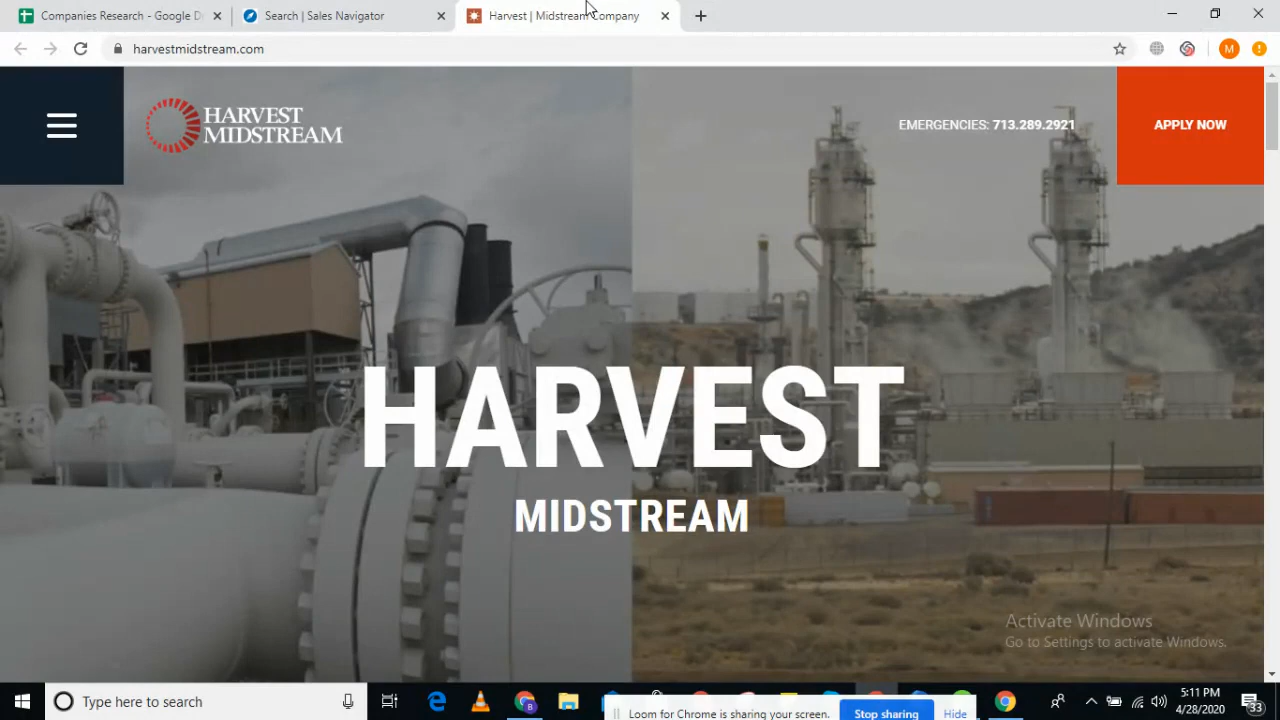 Companies Research - Google D
Search | Sales Navigator
Harvest | Midstream Company
harvestmidstream.com
M
HARVEST
MIDSTREAM
EMERGENCIES: 713.289.2921
APPLY NOW
HARVEST
MIDSTREAM
Activate Windows
Go to Settings to activate Windows.
Type here to search
B
Loom for Chrome is sharing your screen.
Stop sharing
Hide
5:11 PM
4/28/2020
33